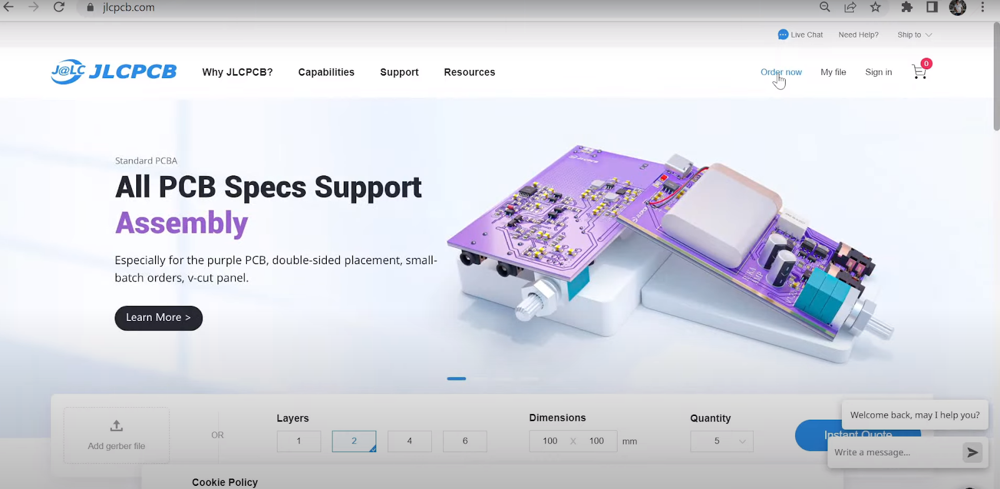 jlcpcb.com
Live Chat
Need Help?
Ship to
J@LC JLCPCB
Why JLCPCB?
Capabilities
Support
Resources
Order now
My file
Sign in
0
Standard PCBA
All PCB Specs Support
Assembly
Especially for the purple PCB, double-sided placement, small-
batch orders, v-cut panel.
Learn More >
JLCPCB
Add gerber file
OR
Layers
1
2
4
6
Dimensions
100 X 100 mm
Quantity
5
Instant Quote
Welcome back, may I help you?
Write a message...
Cookie Policy